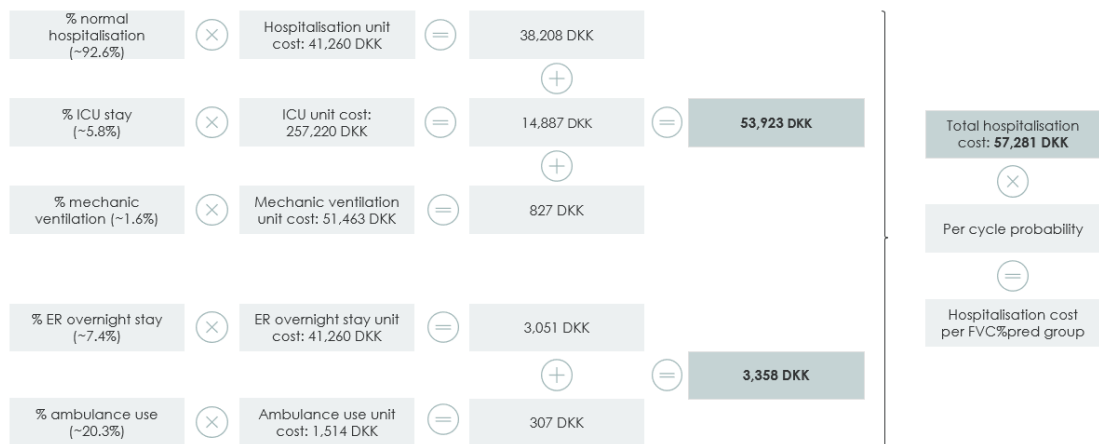 % normal
hospitalisation
(~92.6%)
×
Hospitalisation unit
cost: 41,260 DKK
=
38,208 DKK
+
% ICU stay
(~5.8%)
×
ICU unit cost:
257,220 DKK
=
14,887 DKK
=
53,923 DKK
+
% mechanic
ventilation (~1.6%)
×
Mechanic ventilation
unit cost: 51,463 DKK
=
827 DKK
% ER overnight stay
(~7.4%)
×
ER overnight stay unit
cost: 41,260 DKK
=
3,051 DKK
+
=
3,358 DKK
% ambulance use
(~20.3%)
×
Ambulance use unit
cost: 1,514 DKK
=
307 DKK
Total hospitalisation
cost: 57,281 DKK
×
Per cycle probability
=
Hospitalisation cost
per FVC%pred group